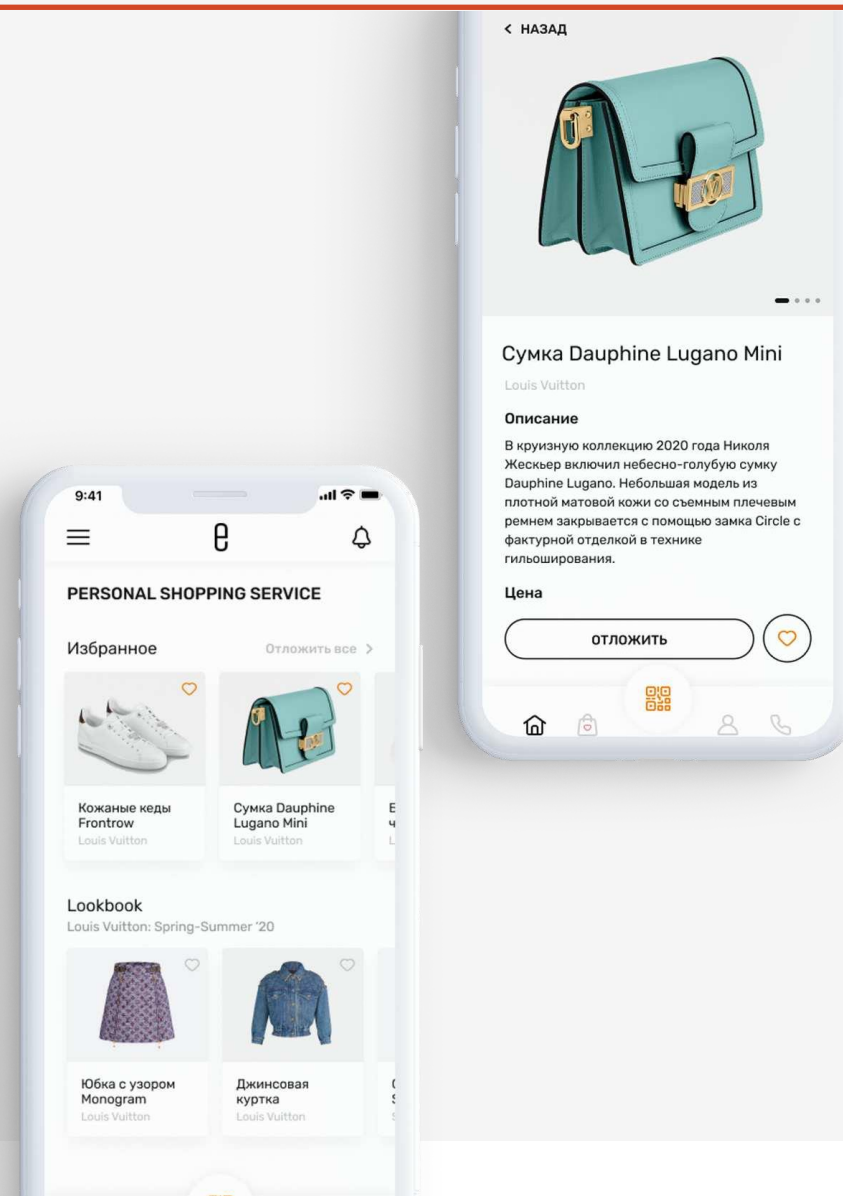 НАЗАД
Сумка Dauphine Lugano Mini
Louis Vuitton
Описание
В круизную коллекцию 2020 года Николя
Жескьер включил небесно-голубую сумку
Dauphine Lugano. Небольшая модель из
плотной матовой кожи со съемным плечевым
ремнем закрывается с помощью замка Circle с
фактурной отделкой в технике
гильоширования.
Цена
ОТЛОЖИТЬ
9:41
PERSONAL SHOPPING SERVICE
Избранное
Отложить все
Кожаные кеды
Frontrow
Louis Vuitton
Сумка Dauphine
Lugano Mini
Louis Vuitton
Lookbook
Louis Vuitton: Spring-Summer '20
Юбка с узором
Monogram
Louis Vuitton
Джинсовая
куртка
Louis Vuitton